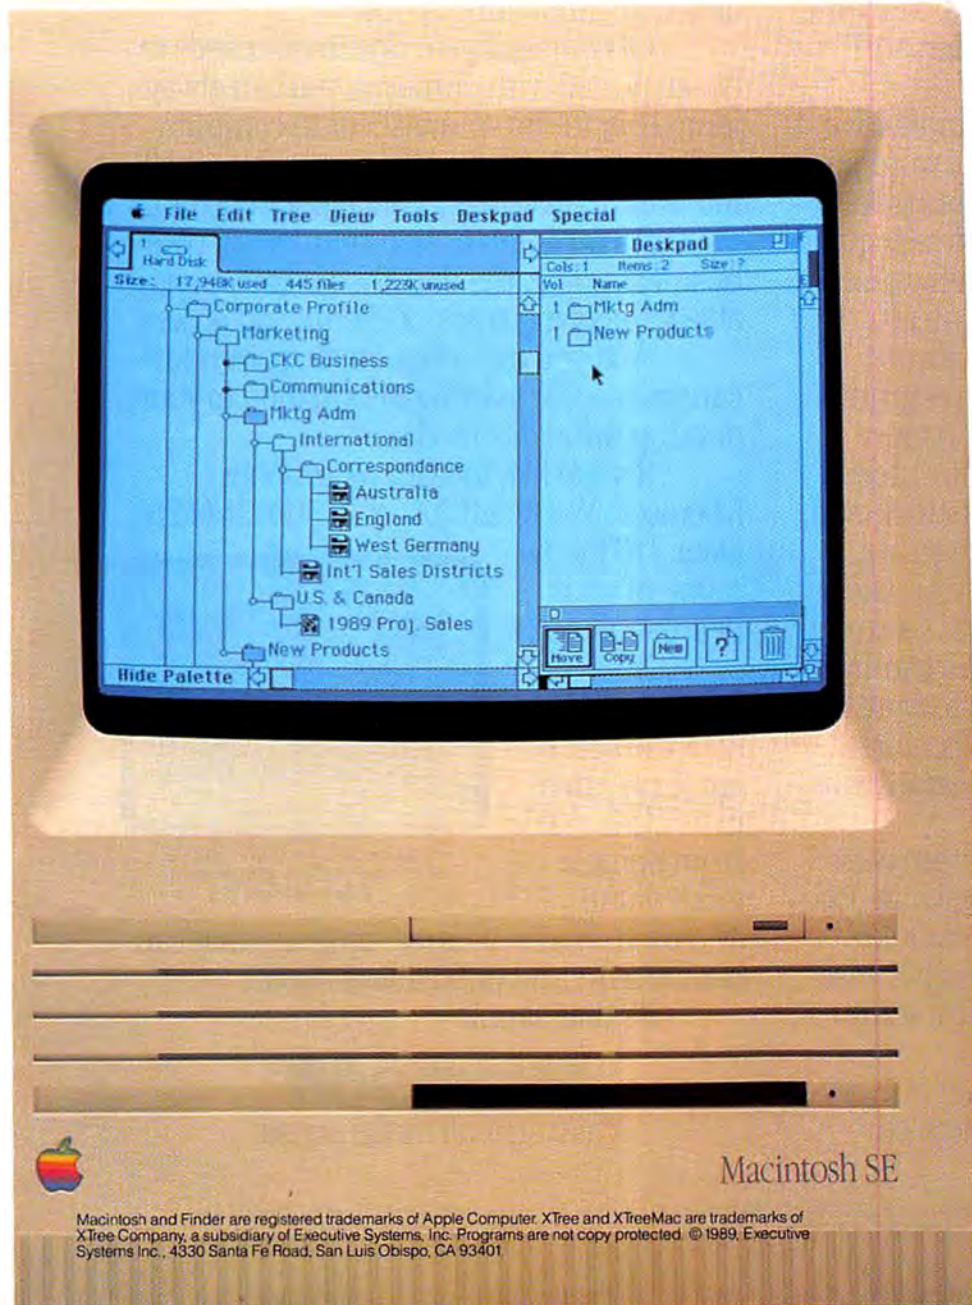 File Edit Tree View Tools Deskpad Special
1
Hard Disk
Size: 17,948K used 445 files 1,223K unused
Corporate Profile
Marketing
CKC Business
Communications
Mktg Adm
International
Correspondance
Australia
England
West Germany
Int'l Sales Districts
U.S. & Canada
1989 Proj. Sales
New Products
Hide Palette
Deskpad
Cols: 1 Items: 2 Size: ?
Vol Name
1 Mktg Adm
1 New Products
Move Copy New ?
Macintosh SE
Macintosh and Finder are registered trademarks of Apple Computer. XTree and XTreeMac are trademarks of
XTree Company, a subsidiary of Executive Systems, Inc. Programs are not copy protected. © 1989, Executive
Systems Inc., 4330 Santa Fe Road, San Luis Obispo, CA 93401.